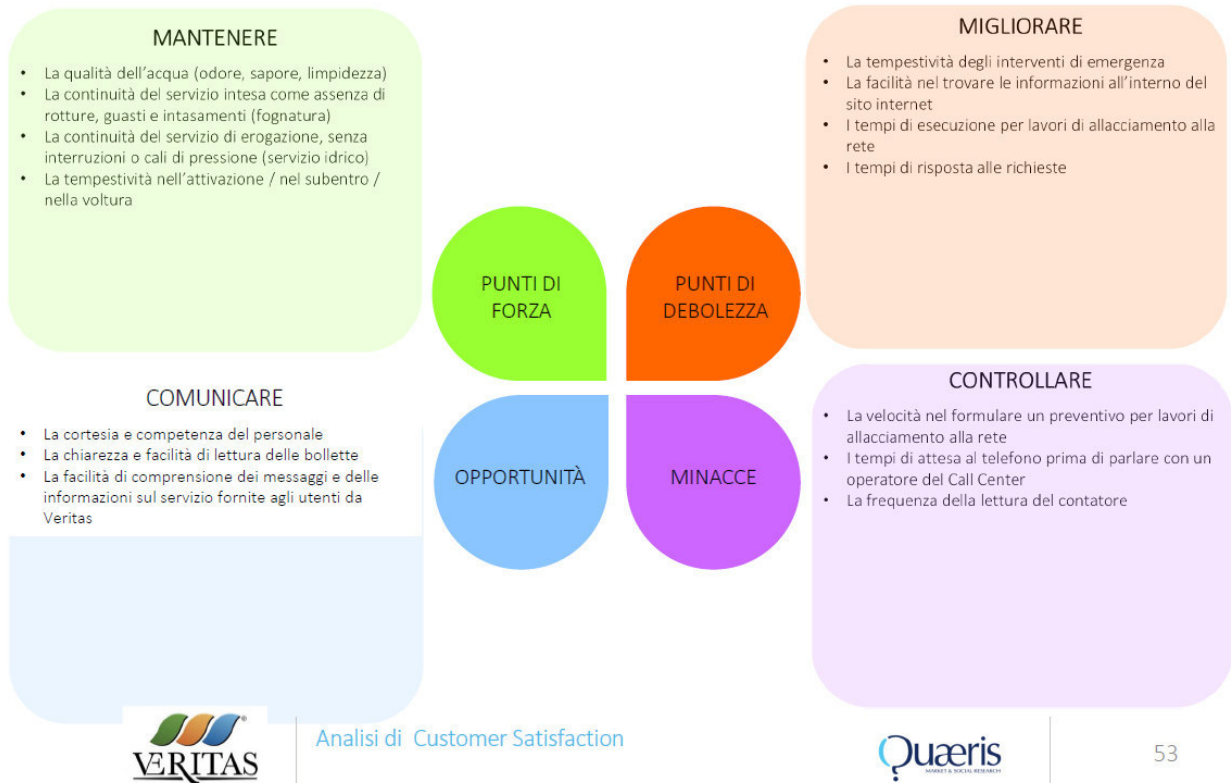 MANTENERE
• La qualità dell'acqua (odore, sapore, limpidezza)
• La continuità del servizio intesa come assenza di
rotture, guasti e intasamenti (fognatura)
• La continuità del servizio di erogazione, senza
interruzioni o cali di pressione (servizio idrico)
• La tempestività nell'attivazione / nel subentro /
nella voltura
MIGLIORARE
• La tempestività degli interventi di emergenza
• La facilità nel trovare le informazioni all'interno del
sito internet
• I tempi di esecuzione per lavori di allacciamento alla
rete
• I tempi di risposta alle richieste
PUNTI DI
FORZA
PUNTI DI
DEBOLEZZA
COMUNICARE
• La cortesia e competenza del personale
• La chiarezza e facilità di lettura delle bollette
• La facilità di comprensione dei messaggi e delle
informazioni sul servizio fornite agli utenti da
Veritas
OPPORTUNITÀ
MINACCE
CONTROLLARE
• La velocità nel formulare un preventivo per lavori di
allacciamento alla rete
• I tempi di attesa al telefono prima di parlare con un
operatore del Call Center
• La frequenza della lettura del contatore
VERITAS
Analisi di Customer Satisfaction
Quæris
MARKET & SOCIAL RESEARCH
53